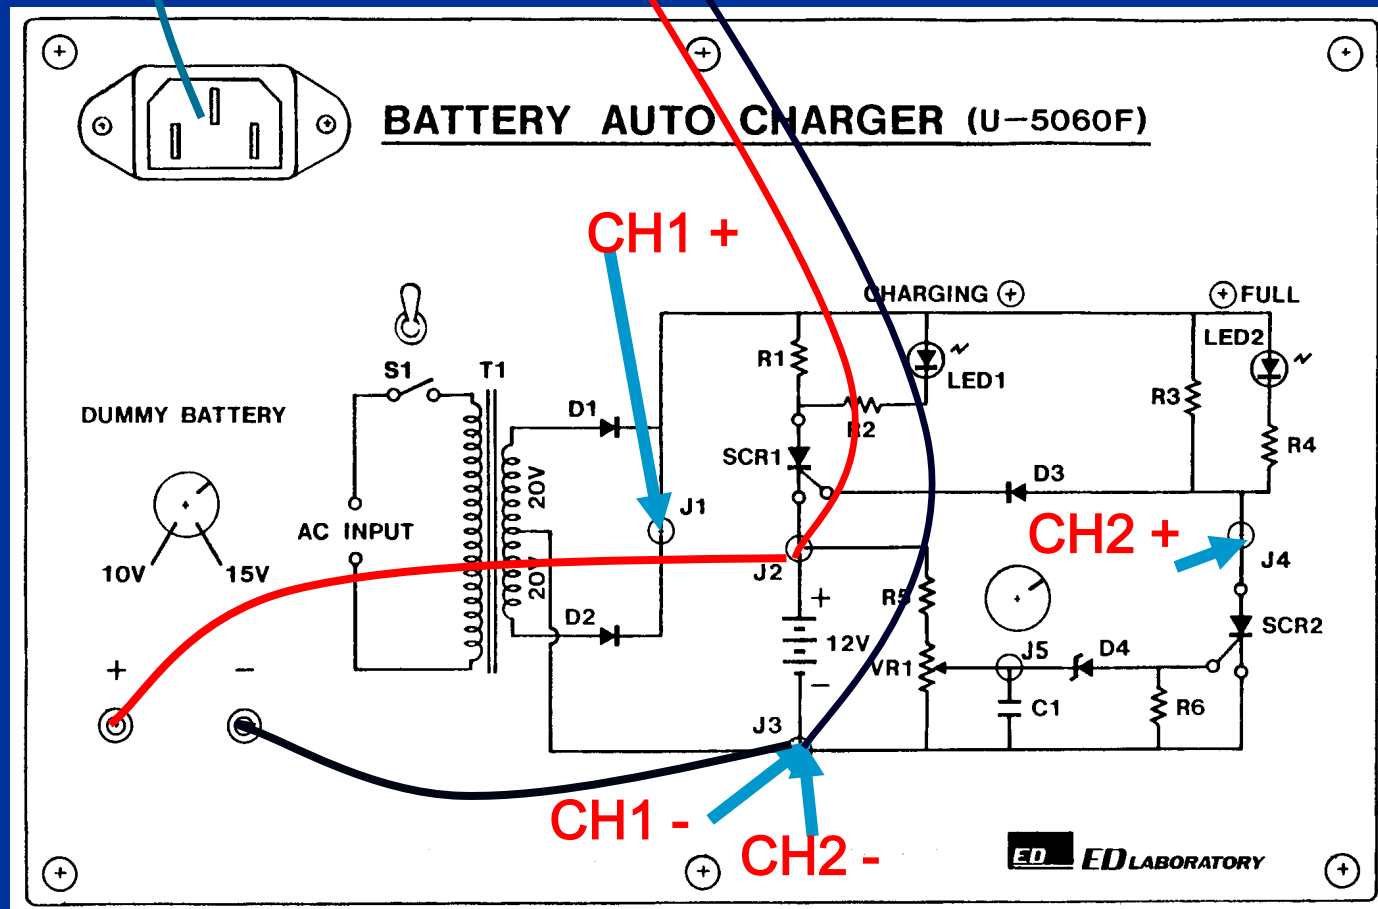 BATTERY AUTO CHARGER (U-5060F)
CH1 +
CHARGING
FULL
S1
T1
R1
LED1
LED2
DUMMY BATTERY
D1
R2
R3
R4
SCR1
20V
D3
10V
15V
AC INPUT
J1
CH2 +
J2
20V
J4
+
-
D2
+
12V
-
R5
VR1
J5
D4
SCR2
C1
R6
J3
CH1 -
CH2 -
ED
ED LABORATORY